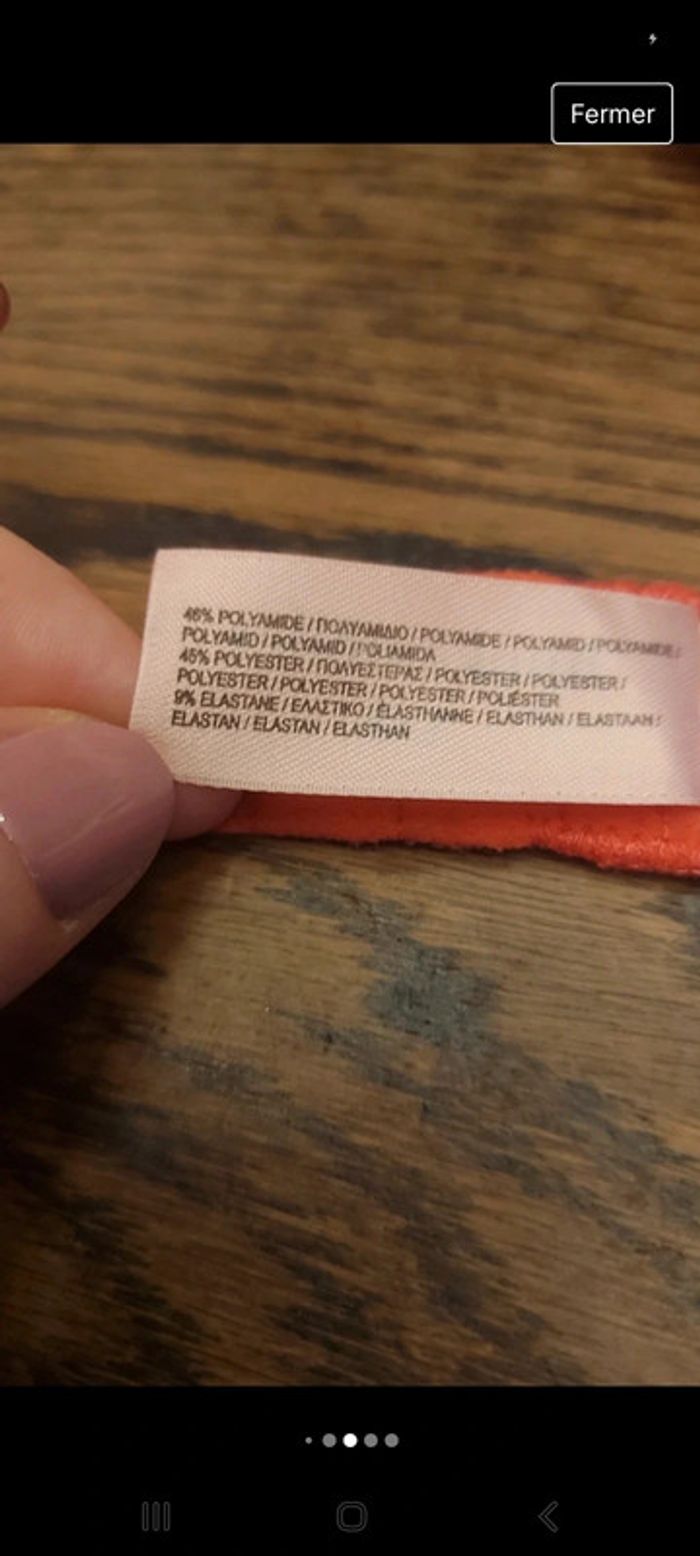 Fermer
46% POLYAMIDE / ΠΟΛΥΑΜΙΔΙΟ / POLYAMIDE / POLYAMID / POLYAMIDE /
POLYAMID / POLYAMID / POLIAMIDA
45% POLYESTER / ΠΟΛΥΕΣΤΕΡΑΣ / POLYESTER / POLYESTER /
POLYESTER / POLYESTER / POLYESTER / POLIÉSTER
9% ELASTANE / ΕΛΑΣΤΙΚΟ / ÉLASTHANNE / ELASTHAN / ELASTAAN /
ELASTAN / ELASTAN / ELASTHAN